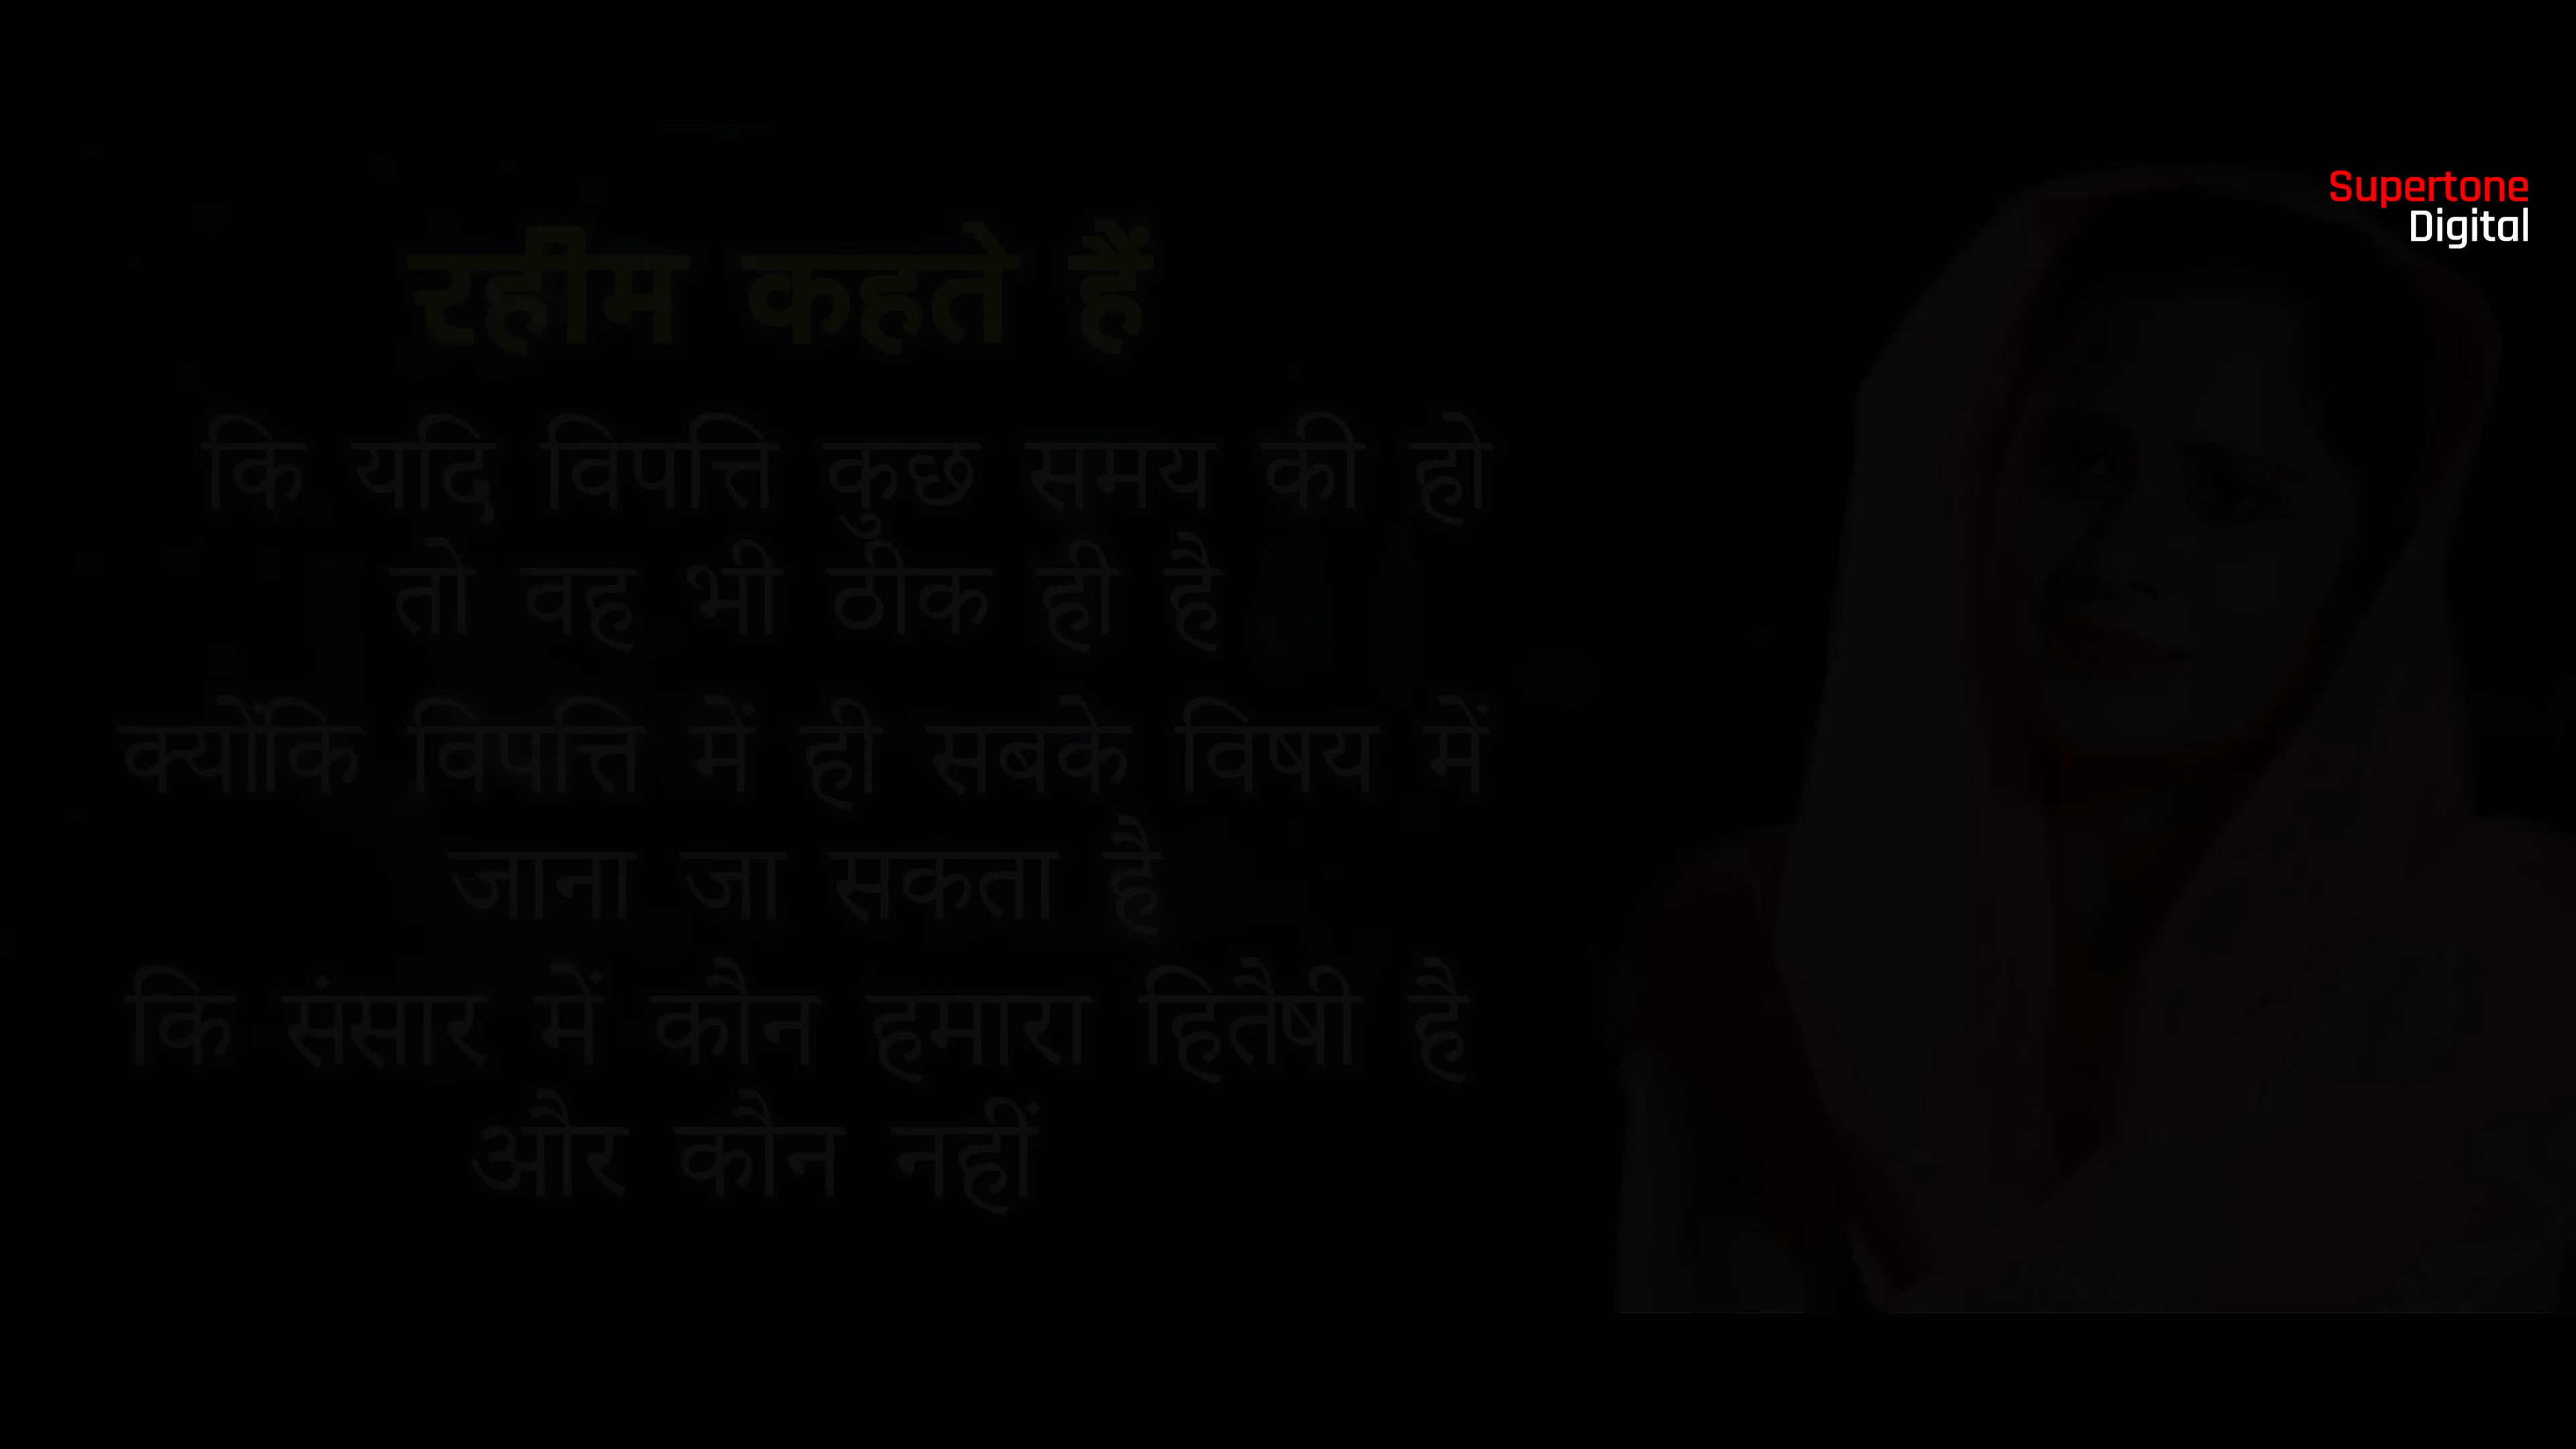 Supertone
Digital
रहीम कहते हैं
कि यदि विपत्ति कुछ समय की हो
तो वह भी ठीक ही है
क्योंकि विपत्ति में ही सबके विषय में
जाना जा सकता है
कि संसार में कौन हमारा हितैषी है
और कौन नहीं